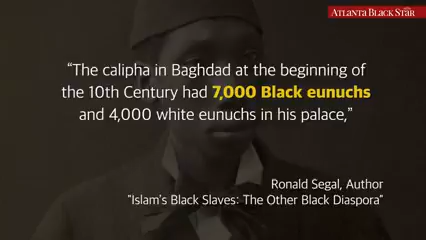 ATLANTA BLACK STAR
“The calipha in Baghdad at the beginning of
the 10th Century had 7,000 Black eunuchs
and 4,000 white eunuchs in his palace,”
Ronald Segal, Author
“Islam’s Black Slaves: The Other Black Diaspora”